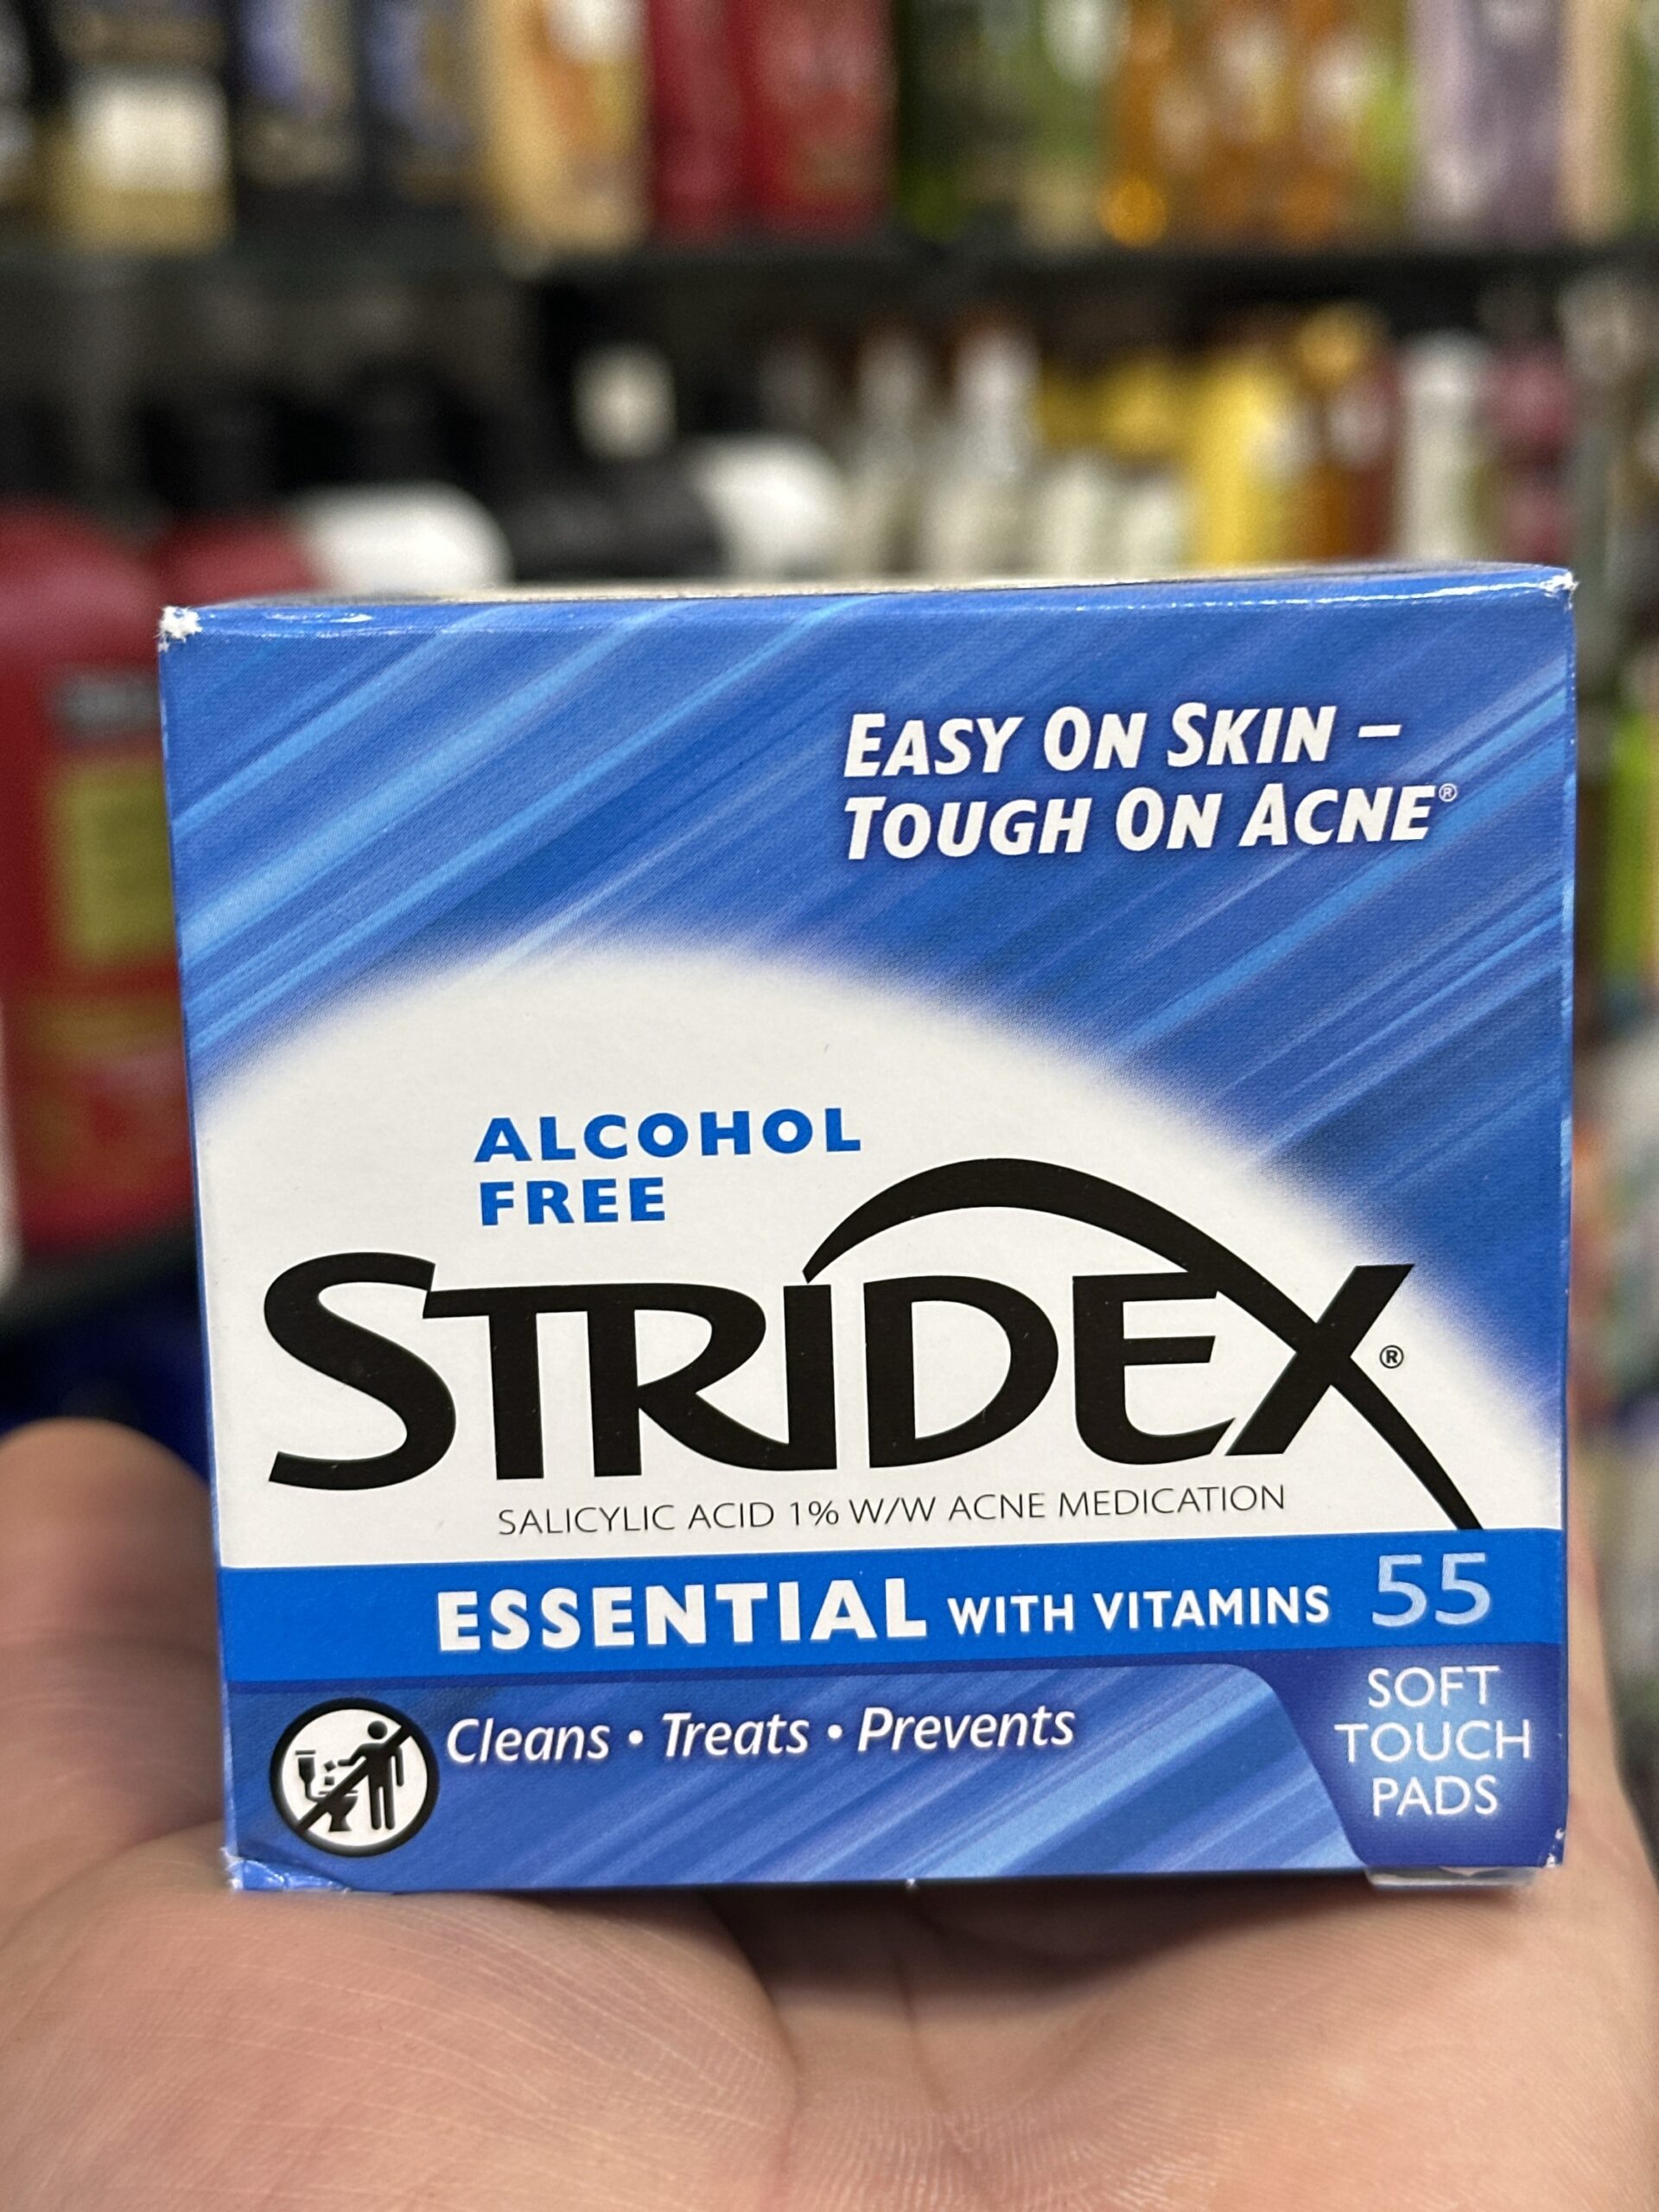 EASY ON SKIN –
TOUGH ON ACNE®
ALCOHOL
FREE
STRIDEX®
SALICYLIC ACID 1% W/W ACNE MEDICATION
ESSENTIAL WITH VITAMINS 55
SOFT
TOUCH
PADS
Cleans • Treats • Prevents